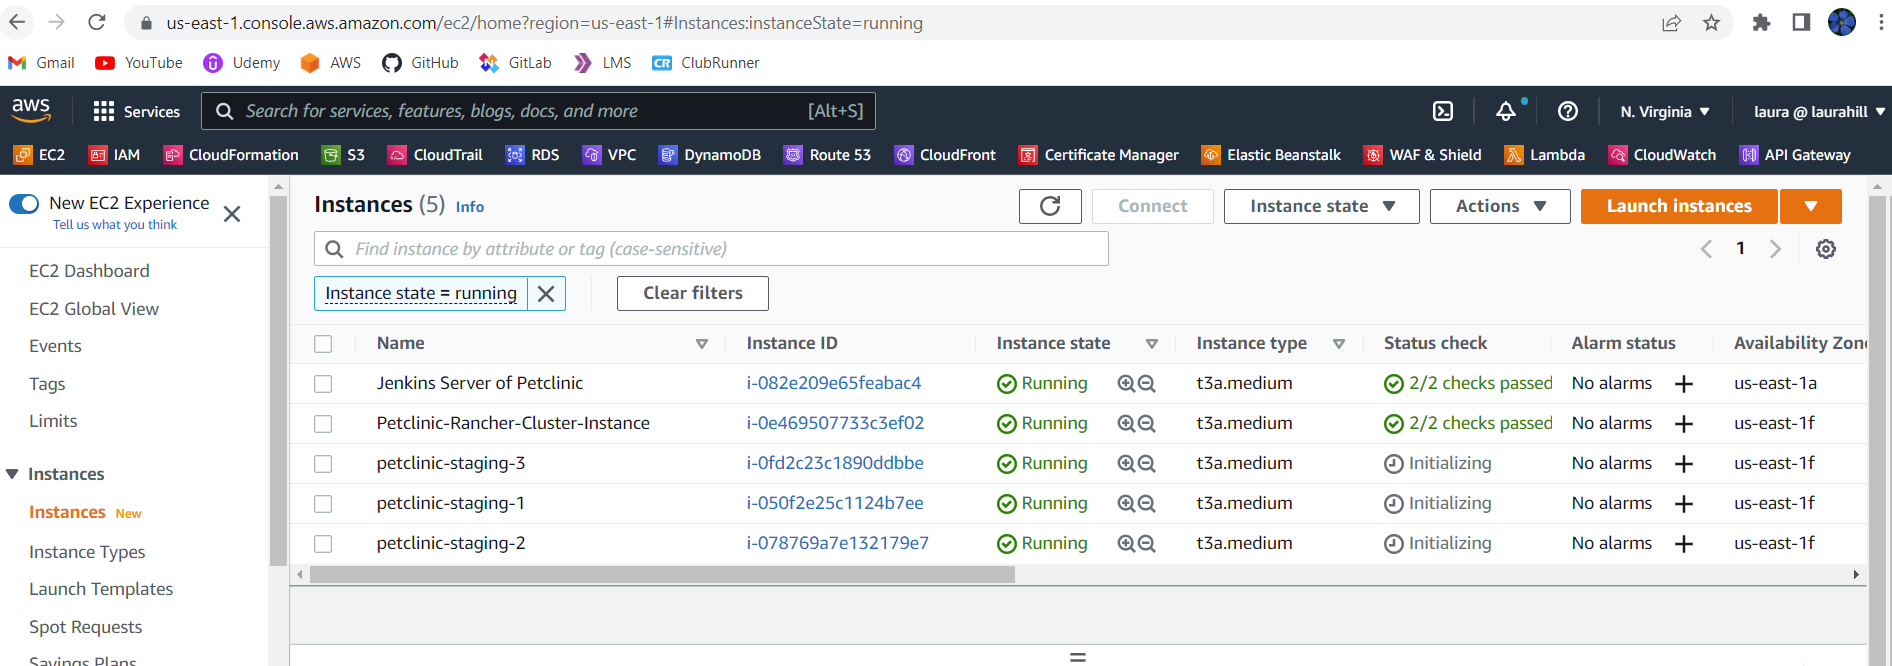 us-east-1.console.aws.amazon.com/ec2/home?region=us-east-1#Instances:instanceState=running
Gmail YouTube Udemy AWS GitHub GitLab LMS CR ClubRunner
aws Services Search for services, features, blogs, docs, and more [Alt+S] N. Virginia laura @ laurahill
EC2 IAM CloudFormation S3 CloudTrail RDS VPC DynamoDB Route 53 CloudFront Certificate Manager Elastic Beanstalk WAF & Shield Lambda CloudWatch API Gateway
New EC2 Experience
Tell us what you think
EC2 Dashboard
EC2 Global View
Events
Tags
Limits
Instances
Instances New
Instance Types
Launch Templates
Spot Requests
Savings Plans
Instances (5) Info Connect Instance state Actions Launch instances
Find instance by attribute or tag (case-sensitive) 1
Instance state = running Clear filters
Name Instance ID Instance state Instance type Status check Alarm status Availability Zon
Jenkins Server of Petclinic i-082e209e65feabac4 Running t3a.medium 2/2 checks passed No alarms + us-east-1a
Petclinic-Rancher-Cluster-Instance i-0e469507733c3ef02 Running t3a.medium 2/2 checks passed No alarms + us-east-1f
petclinic-staging-3 i-0fd2c23c1890ddbbe Running t3a.medium Initializing No alarms + us-east-1f
petclinic-staging-1 i-050f2e25c1124b7ee Running t3a.medium Initializing No alarms + us-east-1f
petclinic-staging-2 i-078769a7e132179e7 Running t3a.medium Initializing No alarms + us-east-1f